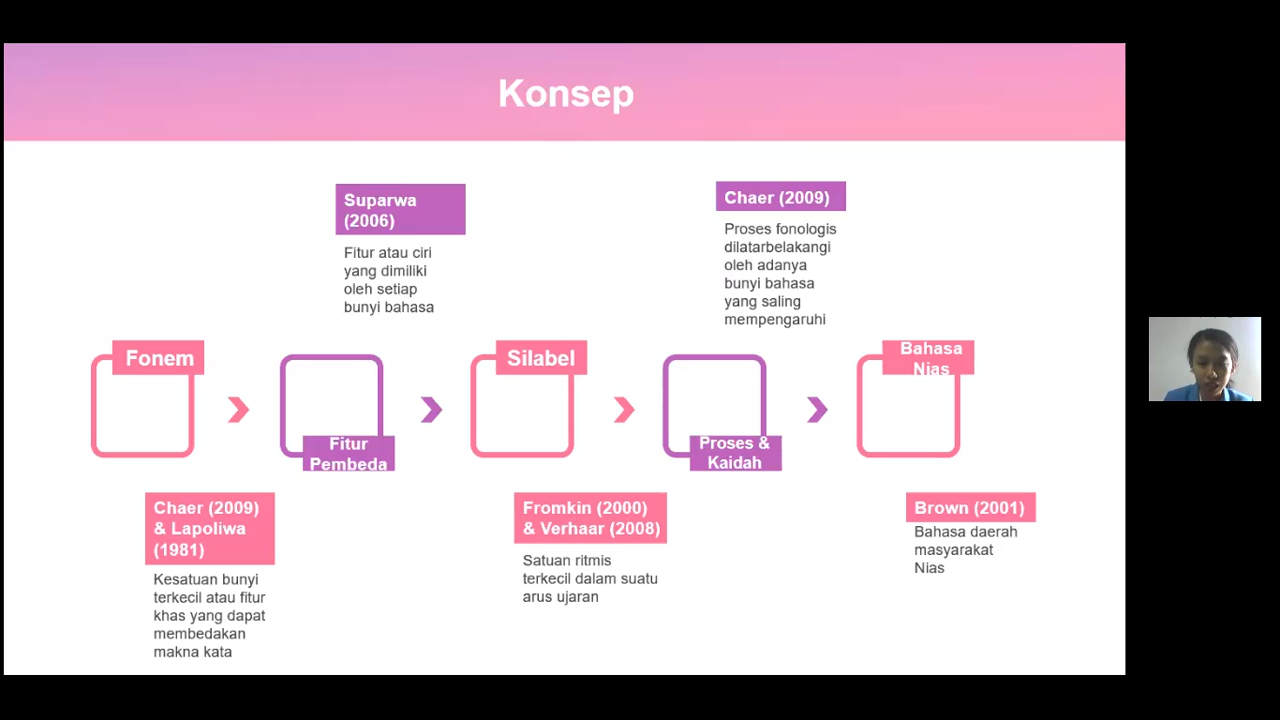 Konsep
Suparwa
(2006)
Fitur atau ciri
yang dimiliki
oleh setiap
bunyi bahasa
Chaer (2009)
Proses fonologis
dilatarbelakangi
oleh adanya
bunyi bahasa
yang saling
mempengaruhi
Fonem
Fitur
Pembeda
Silabel
Proses &
Kaidah
Bahasa
Nias
Chaer (2009)
& Lapoliwa
(1981)
Kesatuan bunyi
terkecil atau fitur
khas yang dapat
membedakan
makna kata
Fromkin (2000)
& Verhaar (2008)
Satuan ritmis
terkecil dalam suatu
arus ujaran
Brown (2001)
Bahasa daerah
masyarakat
Nias